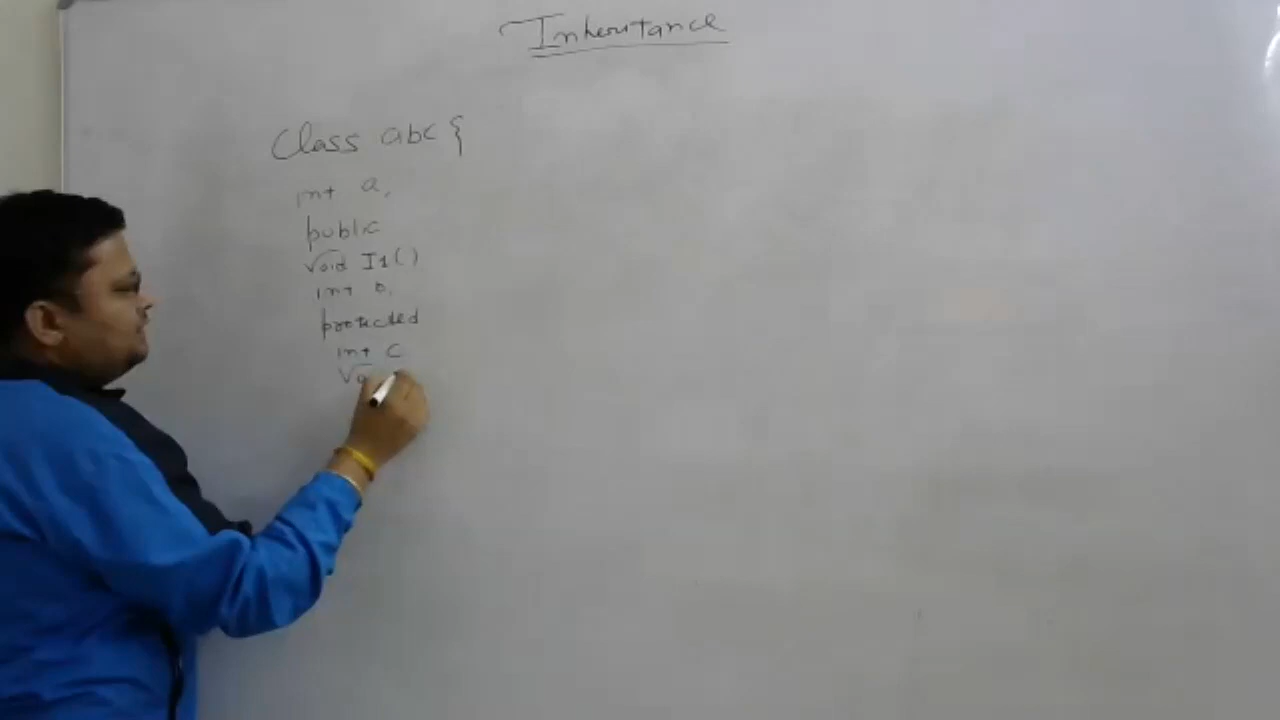 Inheritance
Class abc {
int a,
public
void I1()
int b,
protected
int c